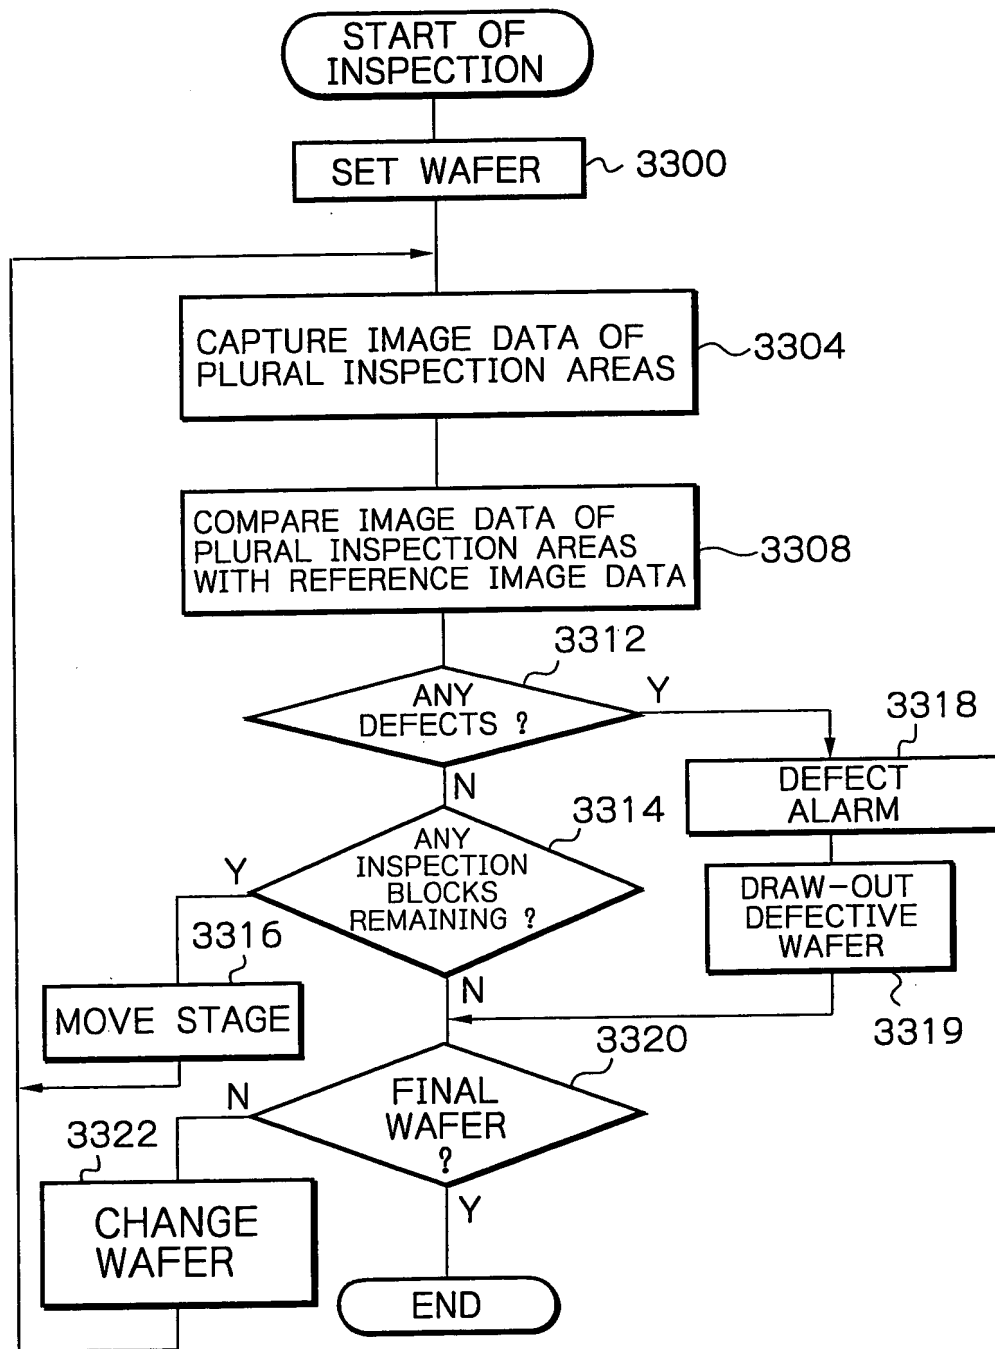 START OF
INSPECTION
SET WAFER
3300
CAPTURE IMAGE DATA OF
PLURAL INSPECTION AREAS
3304
COMPARE IMAGE DATA OF
PLURAL INSPECTION AREAS
WITH REFERENCE IMAGE DATA
3308
3312
ANY
DEFECTS ?
Y
N
3318
DEFECT
ALARM
3314
ANY
INSPECTION
BLOCKS
REMAINING ?
Y
N
DRAW-OUT
DEFECTIVE
WAFER
3319
3316
MOVE STAGE
3320
FINAL
WAFER
?
N
Y
3322
CHANGE
WAFER
END